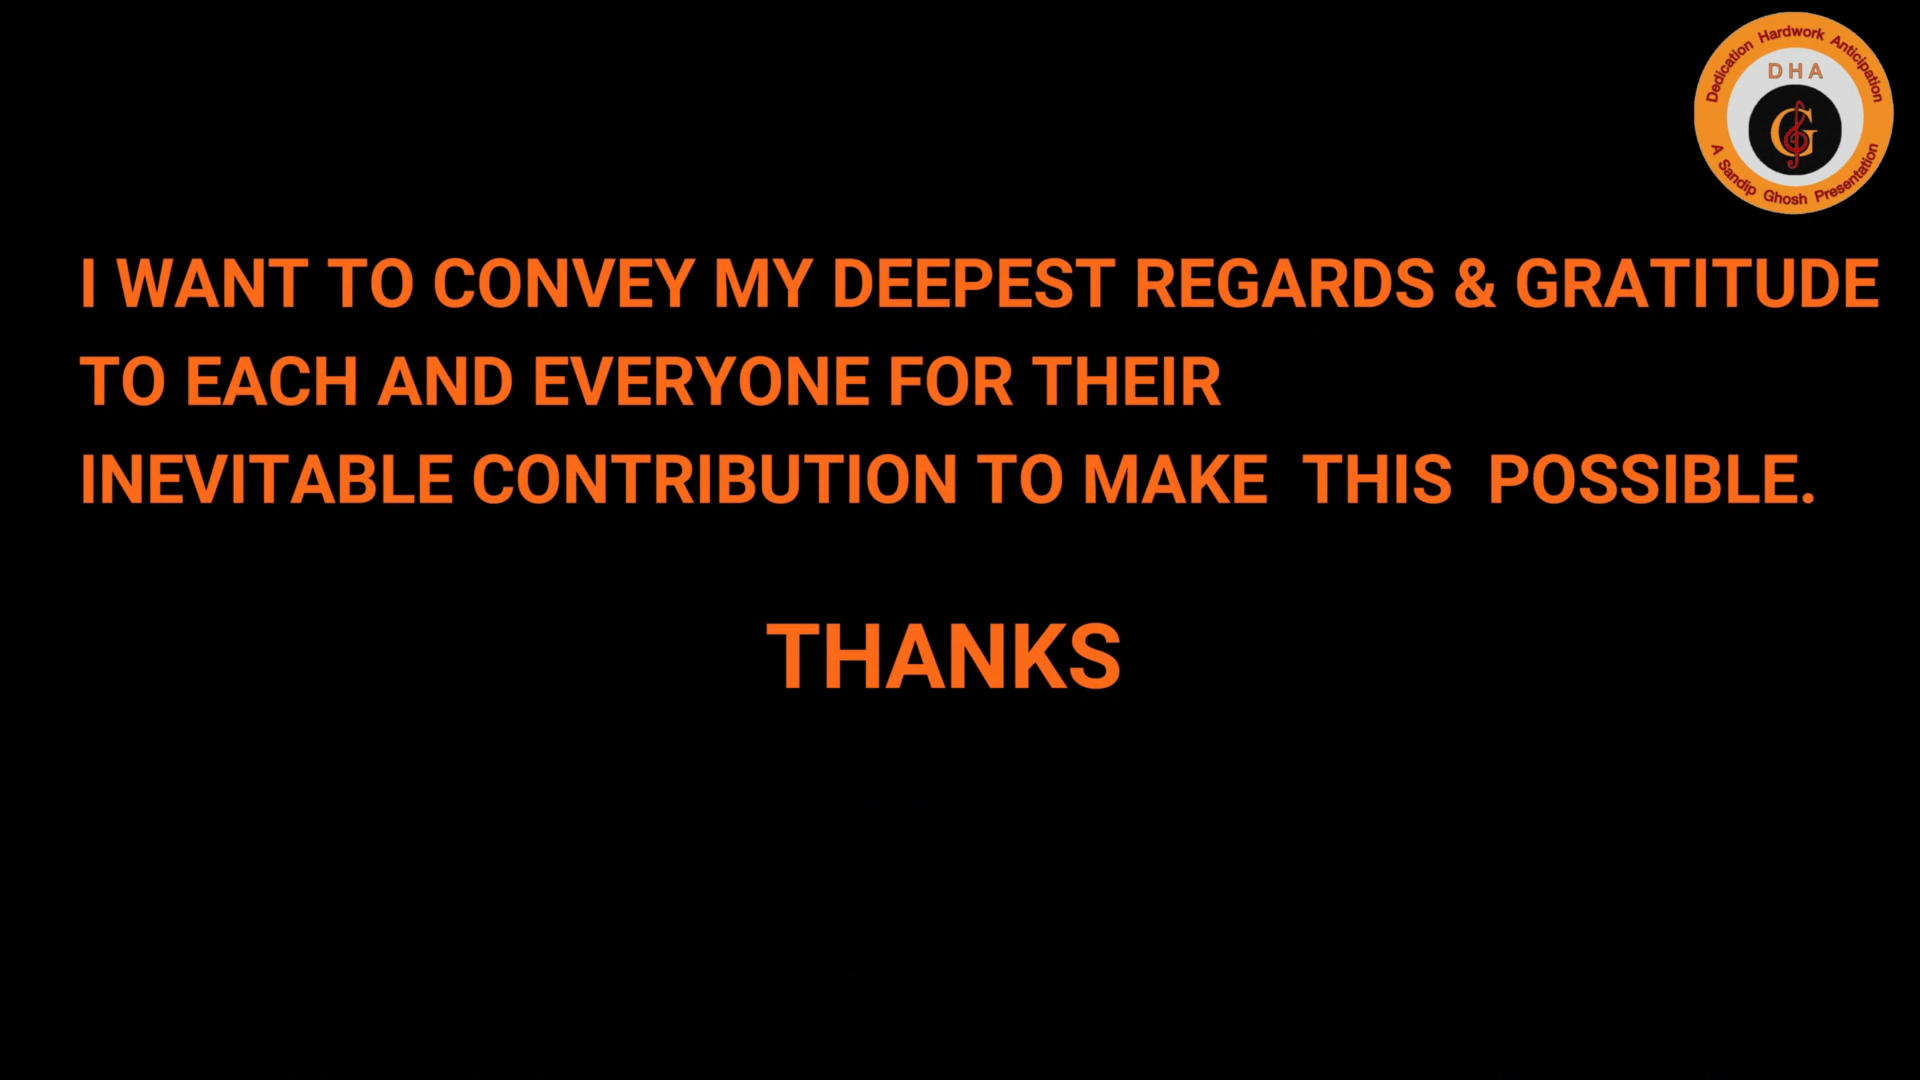 Dedication Hardwork Anticipation
DHA
G
A Sandip Ghosh Presentation
I WANT TO CONVEY MY DEEPEST REGARDS & GRATITUDE
TO EACH AND EVERYONE FOR THEIR
INEVITABLE CONTRIBUTION TO MAKE THIS POSSIBLE.
THANKS